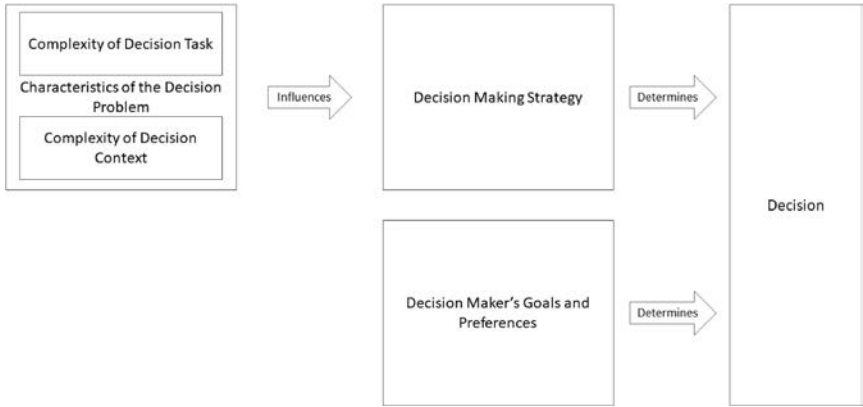 Complexity of Decision Task
Characteristics of the Decision
Problem
Complexity of Decision
Context
Influences
Decision Making Strategy
Determines
Decision Maker's Goals and
Preferences
Determines
Decision